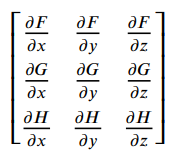 ∂F/∂x ∂F/∂y ∂F/∂z
∂G/∂x ∂G/∂y ∂G/∂z
∂H/∂x ∂H/∂y ∂H/∂z